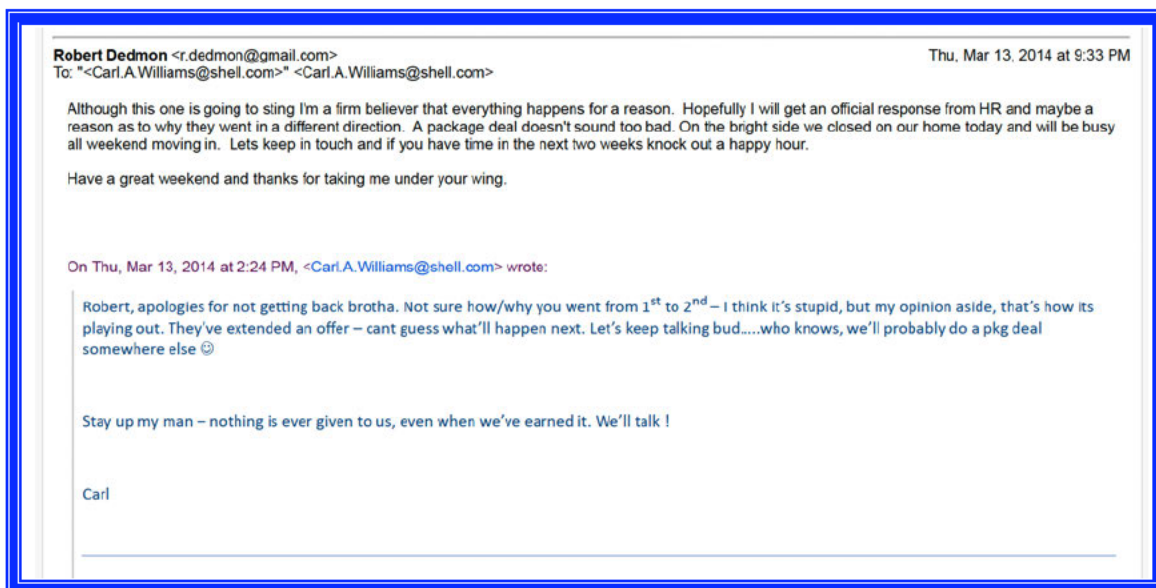 Robert Dedmon <r.dedmon@gmail.com> Thu, Mar 13, 2014 at 9:33 PM
To: "<Carl.A.Williams@shell.com>" <Carl.A.Williams@shell.com>
Although this one is going to sting I'm a firm believer that everything happens for a reason. Hopefully I will get an official response from HR and maybe a
reason as to why they went in a different direction. A package deal doesn't sound too bad. On the bright side we closed on our home today and will be busy
all weekend moving in. Lets keep in touch and if you have time in the next two weeks knock out a happy hour.
Have a great weekend and thanks for taking me under your wing.
On Thu, Mar 13, 2014 at 2:24 PM, <Carl.A.Williams@shell.com> wrote:
Robert, apologies for not getting back brotha. Not sure how/why you went from 1st to 2nd – I think it's stupid, but my opinion aside, that's how its
playing out. They've extended an offer – cant guess what'll happen next. Let's keep talking bud.....who knows, we'll probably do a pkg deal
somewhere else ☺
Stay up my man – nothing is ever given to us, even when we've earned it. We'll talk !
Carl